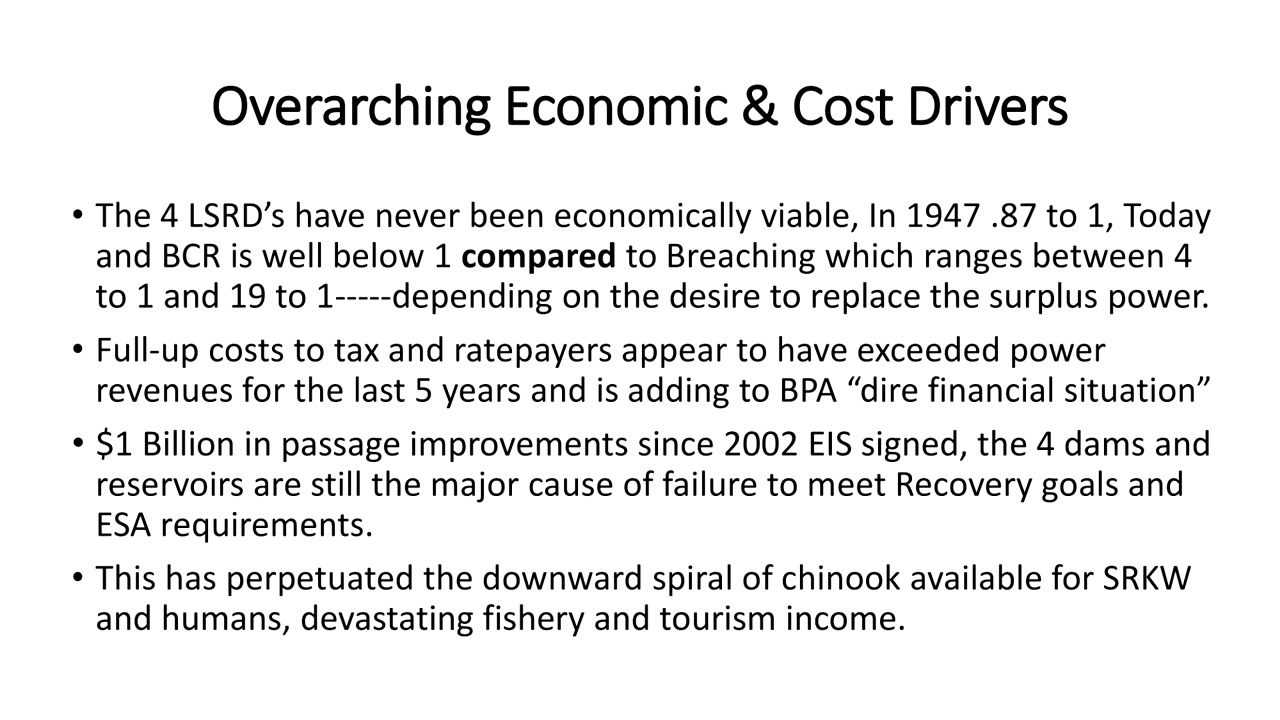 Overarching Economic & Cost Drivers
• The 4 LSRD’s have never been economically viable, In 1947 .87 to 1, Today
and BCR is well below 1 compared to Breaching which ranges between 4
to 1 and 19 to 1-----depending on the desire to replace the surplus power.
• Full-up costs to tax and ratepayers appear to have exceeded power
revenues for the last 5 years and is adding to BPA “dire financial situation”
• $1 Billion in passage improvements since 2002 EIS signed, the 4 dams and
reservoirs are still the major cause of failure to meet Recovery goals and
ESA requirements.
• This has perpetuated the downward spiral of chinook available for SRKW
and humans, devastating fishery and tourism income.